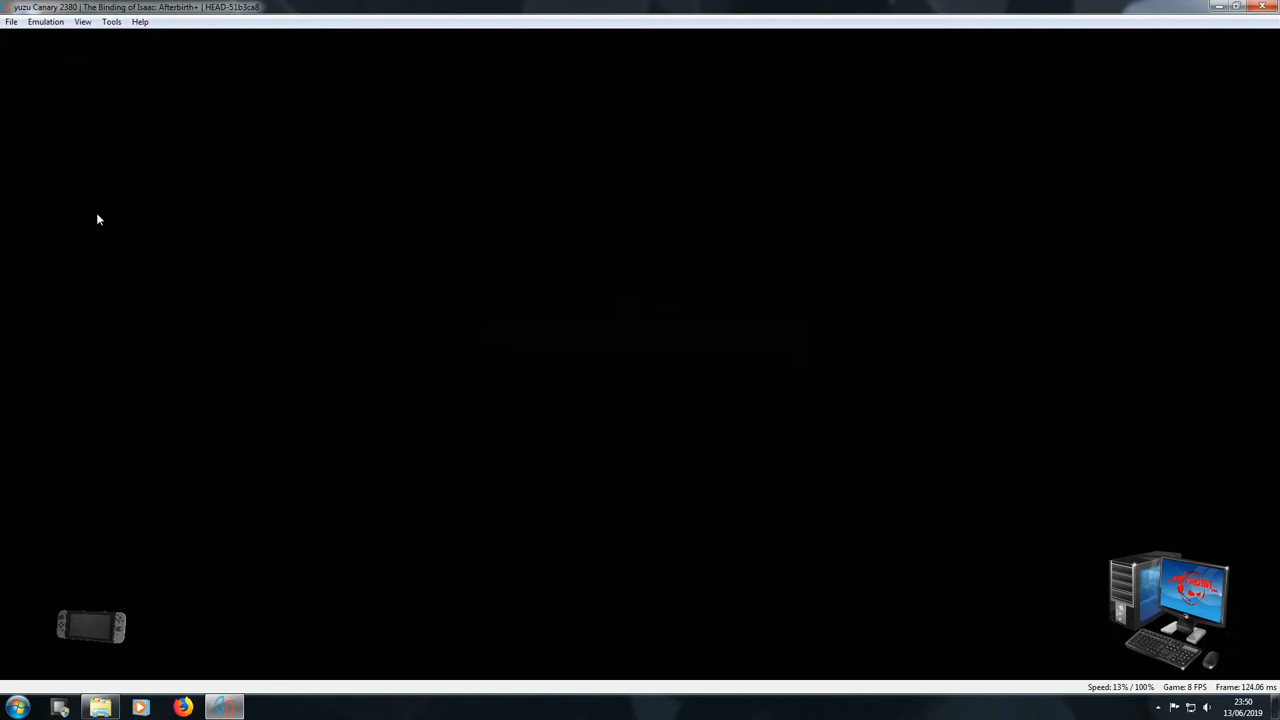 yuzu Canary 2380 | The Binding of Isaac: Afterbirth+ | HEAD-51b3ca8
File Emulation View Tools Help
Speed: 13% / 100% Game: 8 FPS Frame: 124.06 ms
23:50
13/06/2019